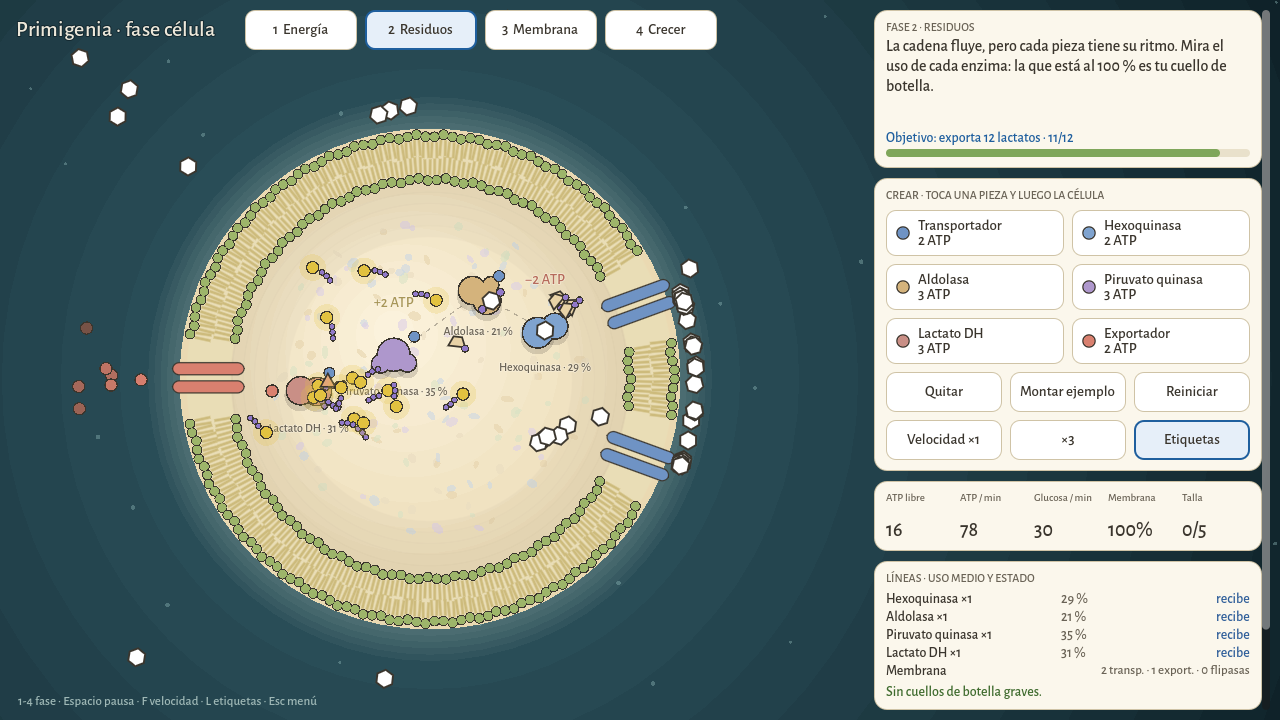 Primigenia · fase célula
1 Energía
2 Residuos
3 Membrana
4 Crecer
FASE 2 · RESIDUOS
La cadena fluye, pero cada pieza tiene su ritmo. Mira el
uso de cada enzima: la que está al 100 % es tu cuello de
botella.
Objetivo: exporta 12 lactatos · 11/12
CREAR · TOCA UNA PIEZA Y LUEGO LA CÉLULA
Transportador
2 ATP
Hexoquinasa
2 ATP
Aldolasa
3 ATP
Piruvato quinasa
3 ATP
Lactato DH
3 ATP
Exportador
2 ATP
Quitar
Montar ejemplo
Reiniciar
Velocidad ×1
×3
Etiquetas
ATP libre
ATP / min
Glucosa / min
Membrana
Talla
16
78
30
100%
0/5
LÍNEAS · USO MEDIO Y ESTADO
Hexoquinasa ×1 29 % recibe
Aldolasa ×1 21 % recibe
Piruvato quinasa ×1 35 % recibe
Lactato DH ×1 31 % recibe
Membrana 2 transp. · 1 export. · 0 flipasas
Sin cuellos de botella graves.
−2 ATP
+2 ATP
Aldolasa · 21 %
Hexoquinasa · 29 %
35 %
Lactato DH · 31 %
1-4 fase · Espacio pausa · F velocidad · L etiquetas · Esc menú